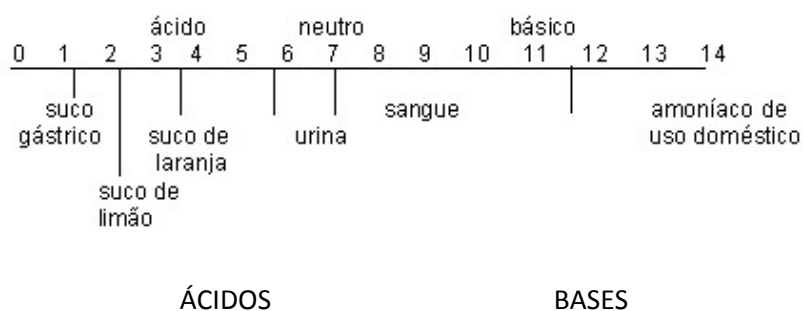 ácido neutro básico
0 1 2 3 4 5 6 7 8 9 10 11 12 13 14
suco
gástrico
suco de
limão
suco de
laranja
urina
sangue
amoníaco de
uso doméstico
ÁCIDOS BASES